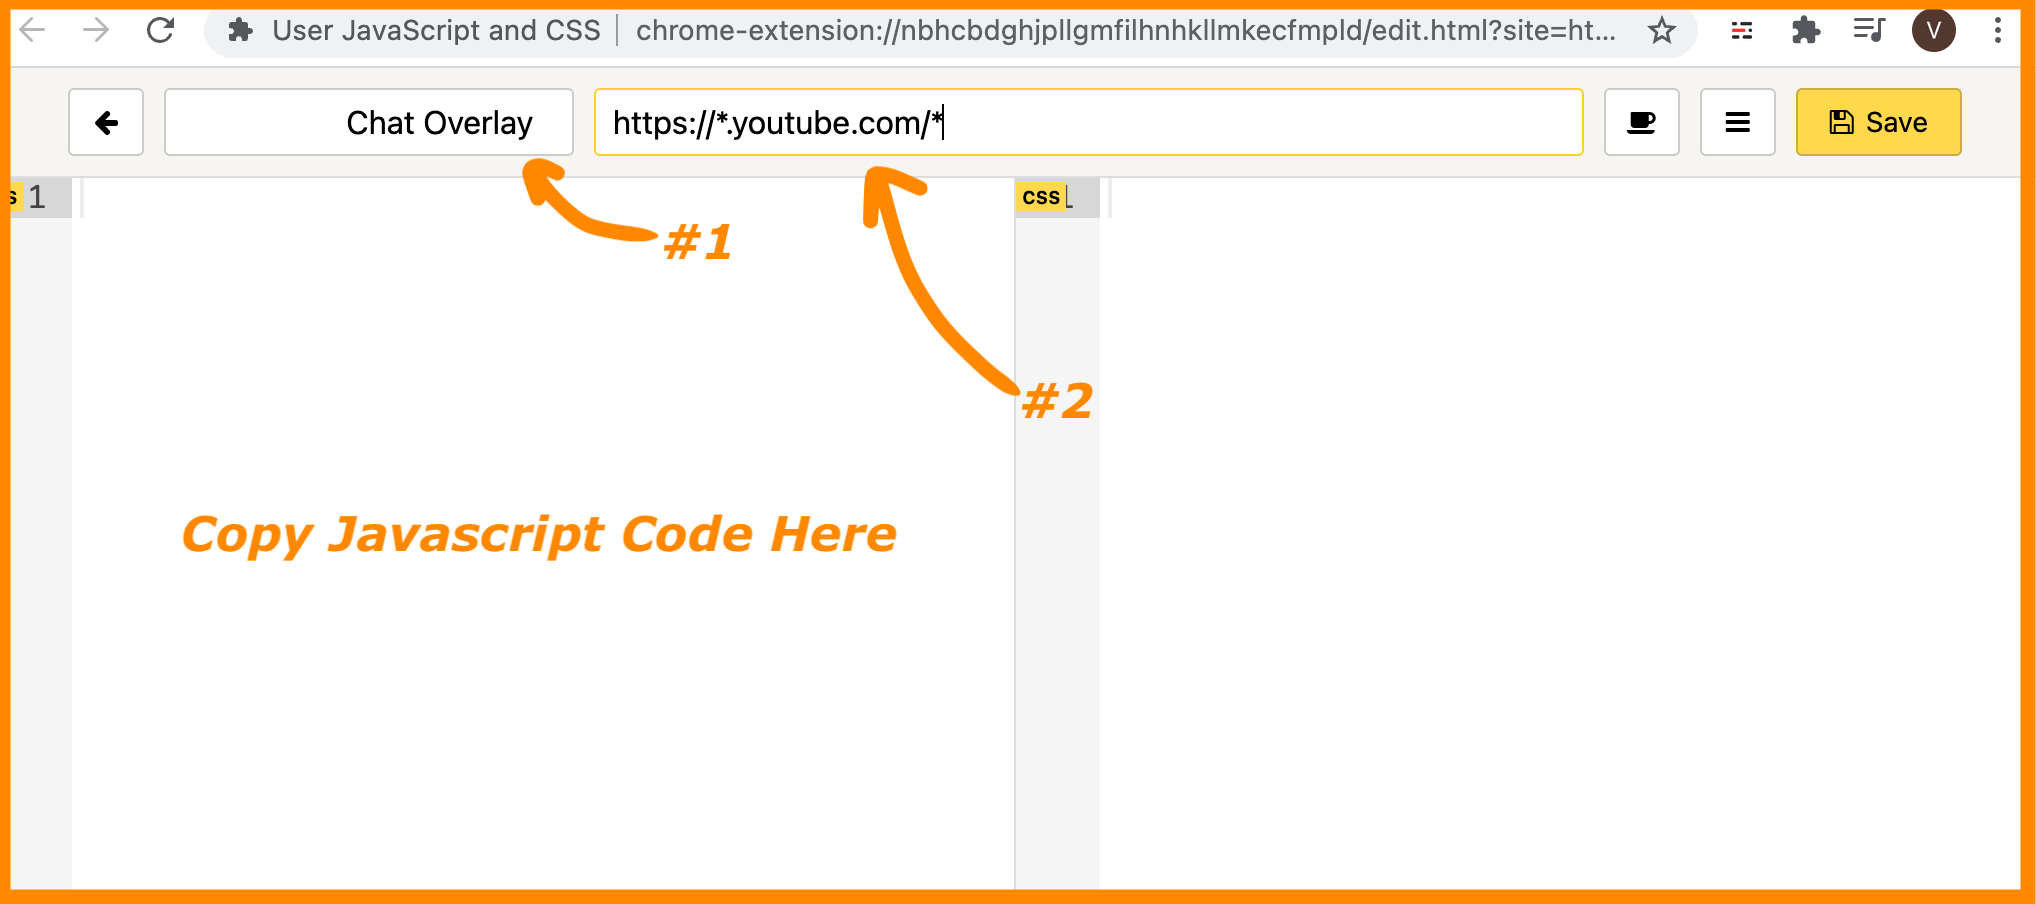 User JavaScript and CSS | chrome-extension://nbhcbdghjpllgmfilhnhkllmkecfmpld/edit.html?site=ht... V
Chat Overlay https://*.youtube.com/* Save
s 1 css 1
#1
#2
Copy Javascript Code Here